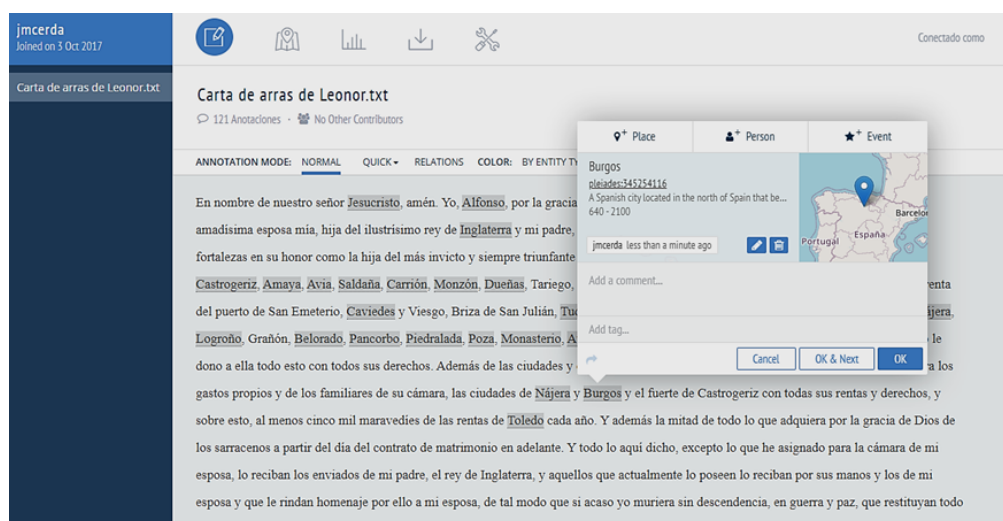 jmcerda
Joined on 3 Oct 2017
Conectado como
Carta de arras de Leonor.txt
Carta de arras de Leonor.txt
121 Anotaciones · No Other Contributors
ANNOTATION MODE: NORMAL QUICK RELATIONS COLOR: BY ENTITY TY
Place Person Event
Burgos
pleiades:345254116
A Spanish city located in the north of Spain that be...
640 - 2100
Barcelo
España
Portugal
jmcerda less than a minute ago
Add a comment...
Add tag...
Cancel OK & Next OK
En nombre de nuestro señor Jesucristo, amén. Yo, Alfonso, por la gracia
amadísima esposa mía, hija del ilustrísimo rey de Inglaterra y mi padre,
fortalezas en su honor como la hija del más invicto y siempre triunfante
Castrogeriz, Amaya, Avia, Saldaña, Carrión, Monzón, Dueñas, Tariego, enta
del puerto de San Emeterio, Caviedes y Viesgo, Briza de San Julián, Tu ájera,
Logroño, Grañón, Belorado, Pancorbo, Piedralada, Poza, Monasterio, A le
dono a ella todo esto con todos sus derechos. Además de las ciudades y a los
gastos propios y de los familiares de su cámara, las ciudades de Nájera y Burgos y el fuerte de Castrogeriz con todas sus rentas y derechos, y
sobre esto, al menos cinco mil maravedíes de las rentas de Toledo cada año. Y además la mitad de todo lo que adquiera por la gracia de Dios de
los sarracenos a partir del día del contrato de matrimonio en adelante. Y todo lo aquí dicho, excepto lo que he asignado para la cámara de mi
esposa, lo reciban los enviados de mi padre, el rey de Inglaterra, y aquellos que actualmente lo poseen lo reciban por sus manos y los de mi
esposa y que le rindan homenaje por ello a mi esposa, de tal modo que si acaso yo muriera sin descendencia, en guerra y paz, que restituyan todo